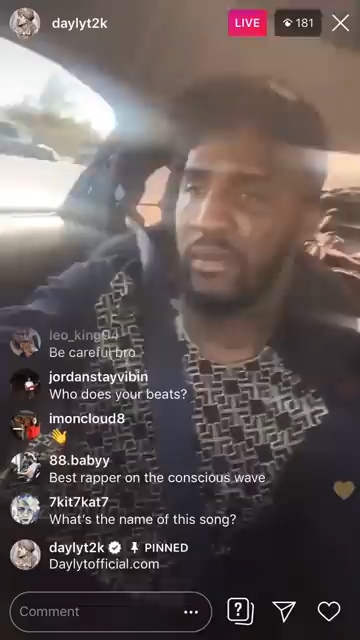 daylyt2k
LIVE
181
leo_king94
Be careful bro
jordanstayvibin
Who does your beats?
imoncloud8
👋
88.babyy
Best rapper on the conscious wave
7kit7kat7
What's the name of this song?
daylyt2k PINNED
Daylytofficial.com
Comment